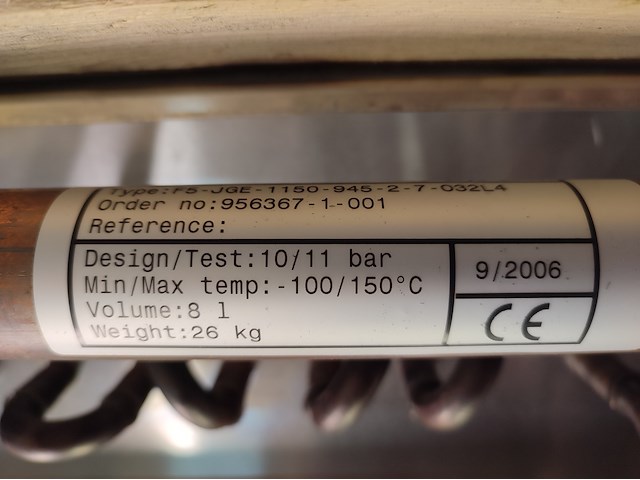 Type:F5-JGE-1150-945-2-7-032L4
Order no:956367-1-001
Reference:
Design/Test:10/11 bar
Min/Max temp:-100/150°C
Volume:8 l
Weight:26 kg
9/2006
CE